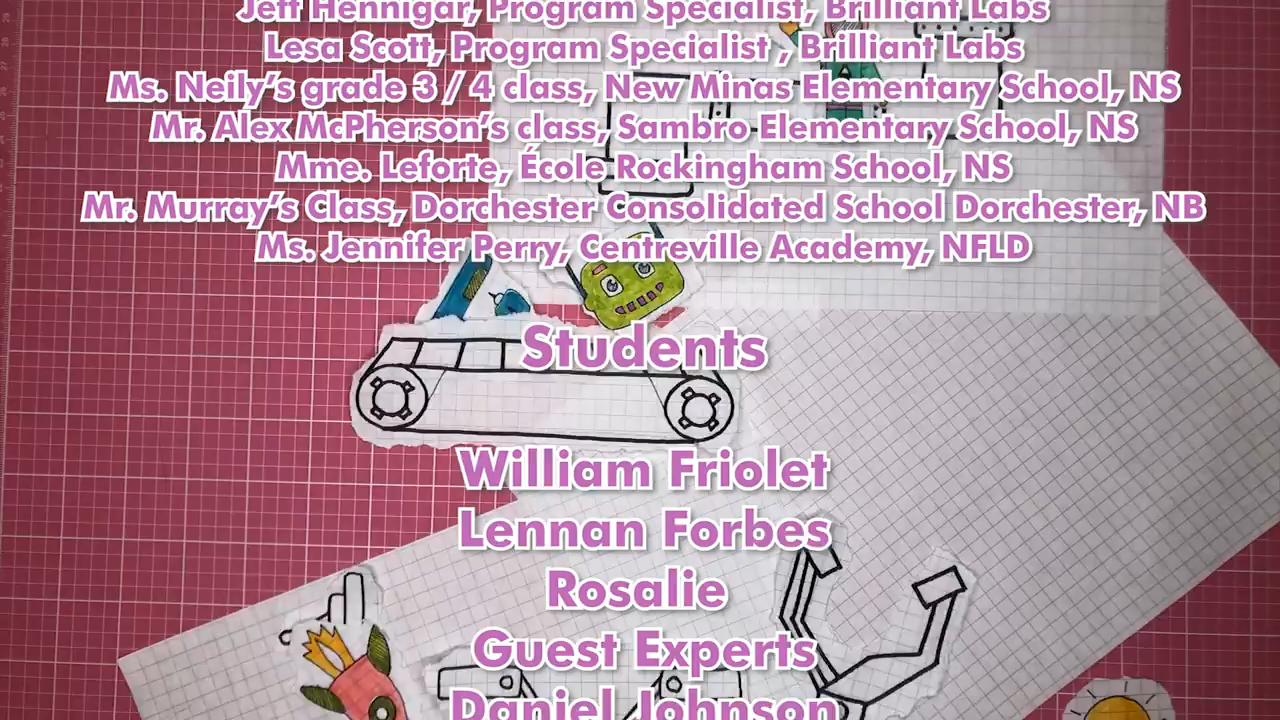 Jeff Hennigar, Program Specialist, Brilliant Labs
Lesa Scott, Program Specialist , Brilliant Labs
Ms. Neily's grade 3 / 4 class, New Minas Elementary School, NS
Mr. Alex McPherson's class, Sambro Elementary School, NS
Mme. Leforte, École Rockingham School, NS
Mr. Murray's Class, Dorchester Consolidated School Dorchester, NB
Ms. Jennifer Perry, Centreville Academy, NFLD
Students
William Friolet
Lennan Forbes
Rosalie
Guest Experts
Daniel Johnson